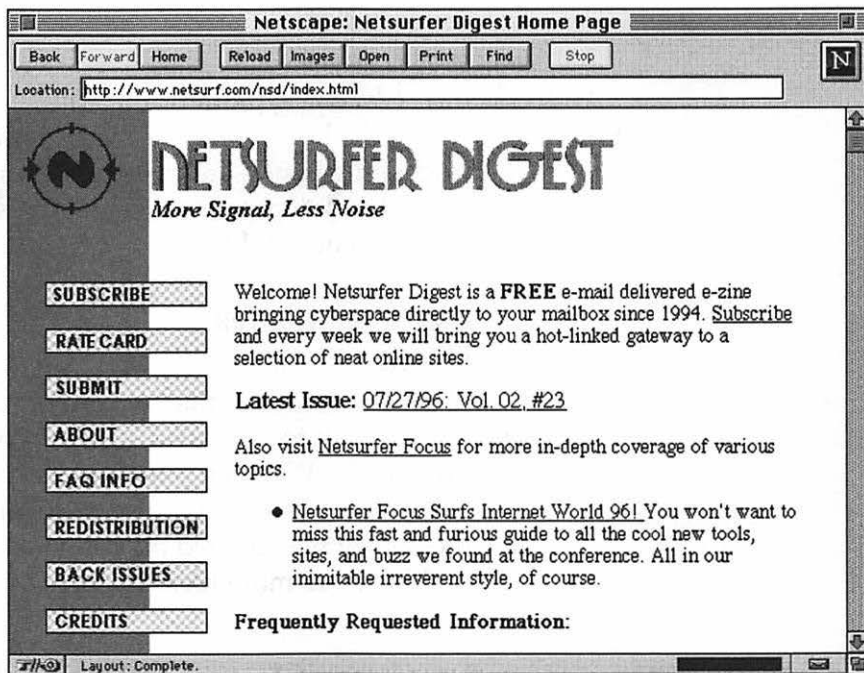 Netscape: Netsurfer Digest Home Page
Back Forward Home Reload Images Open Print Find Stop
N
Location: http://www.netsurf.com/nsd/index.html
N
NETSURFER DIGEST
More Signal, Less Noise
SUBSCRIBE
RATE CARD
SUBMIT
ABOUT
FAQ INFO
REDISTRIBUTION
BACK ISSUES
CREDITS
Welcome! Netsurfer Digest is a FREE e-mail delivered e-zine
bringing cyberspace directly to your mailbox since 1994. Subscribe
and every week we will bring you a hot-linked gateway to a
selection of neat online sites.
Latest Issue: 07/27/96: Vol. 02, #23
Also visit Netsurfer Focus for more in-depth coverage of various
topics.
• Netsurfer Focus Surfs Internet World 96! You won't want to
miss this fast and furious guide to all the cool new tools,
sites, and buzz we found at the conference. All in our
inimitable irreverent style, of course.
Frequently Requested Information:
Layout: Complete.